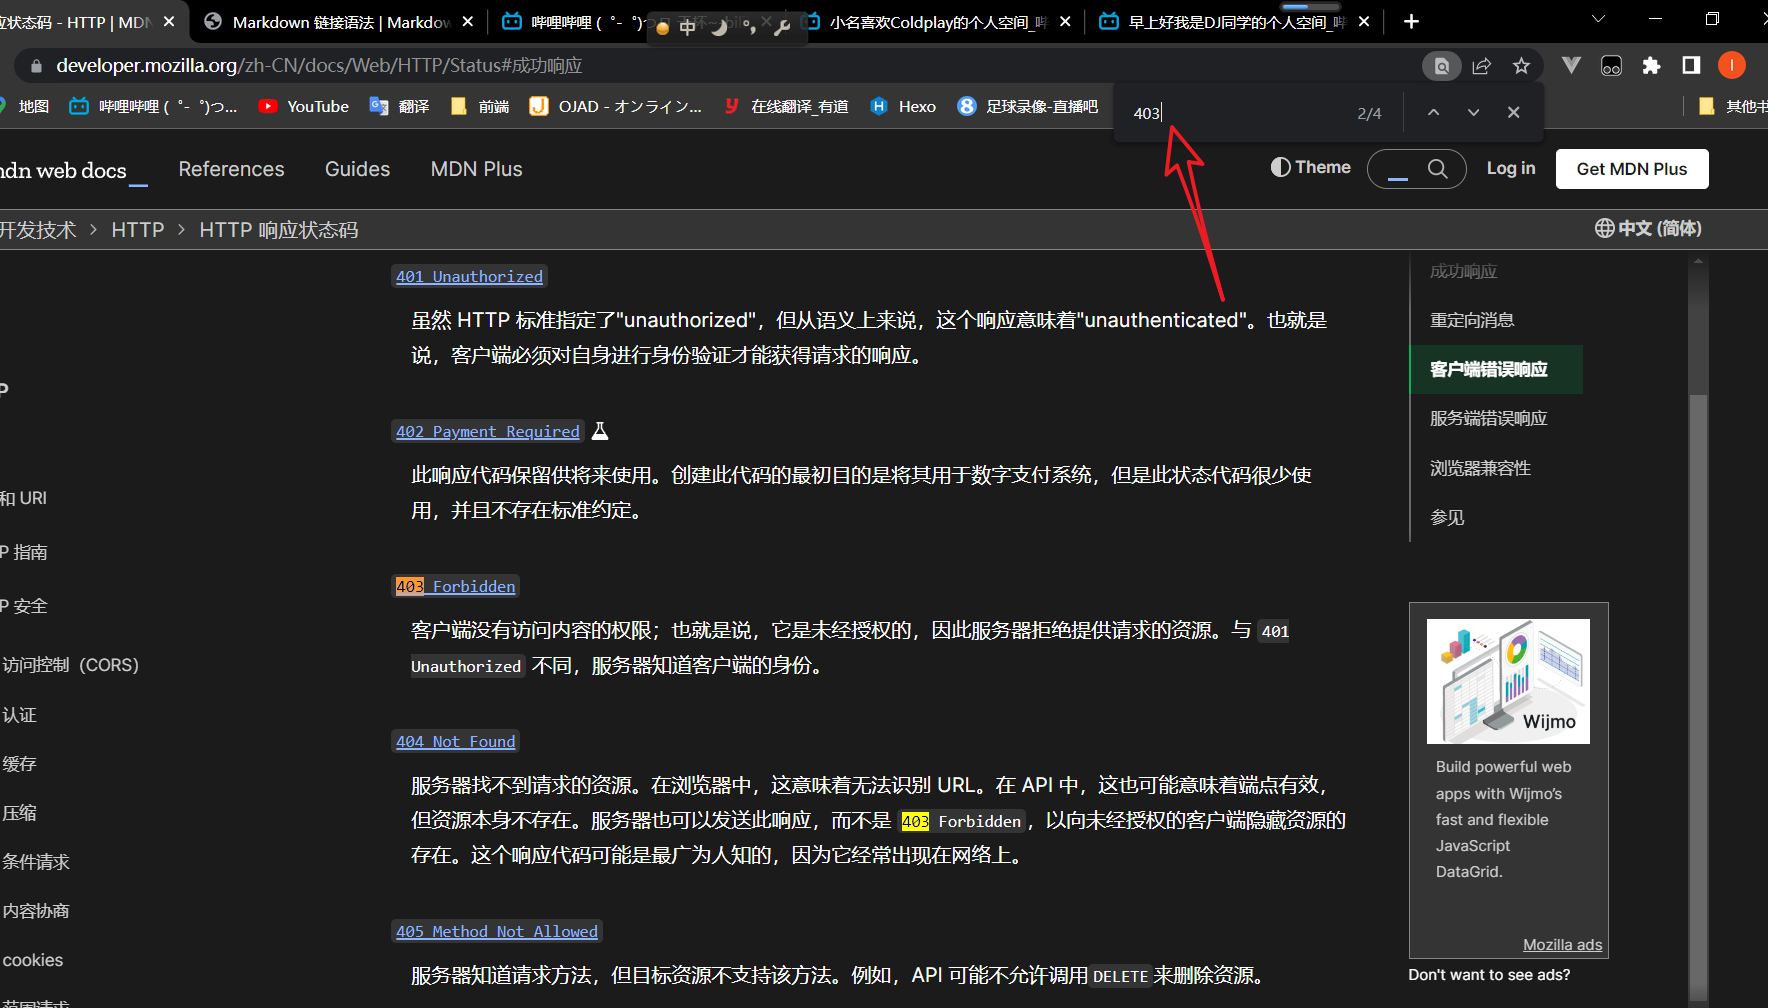 应状态码 - HTTP | MDN
Markdown 链接语法 | Markdow
哔哩哔哩 (゜-゜)つロ 干杯~-bili
小名喜欢Coldplay的个人空间_哔
早上好我是DJ同学的个人空间_哔
中
developer.mozilla.org/zh-CN/docs/Web/HTTP/Status#成功响应
I
地图
哔哩哔哩 (゜-゜)つ...
YouTube
翻译
前端
OJAD - オンライン...
在线翻译_有道
Hexo
足球录像-直播吧
其他书
403
2/4
mdn web docs
References
Guides
MDN Plus
Theme
Log in
Get MDN Plus
开发技术 > HTTP > HTTP 响应状态码
中文 (简体)
401 Unauthorized
虽然 HTTP 标准指定了"unauthorized"，但从语义上来说，这个响应意味着"unauthenticated"。也就是
说，客户端必须对自身进行身份验证才能获得请求的响应。
402 Payment Required
此响应代码保留供将来使用。创建此代码的最初目的是将其用于数字支付系统，但是此状态代码很少使
用，并且不存在标准约定。
403 Forbidden
客户端没有访问内容的权限；也就是说，它是未经授权的，因此服务器拒绝提供请求的资源。与 401
Unauthorized 不同，服务器知道客户端的身份。
404 Not Found
服务器找不到请求的资源。在浏览器中，这意味着无法识别 URL。在 API 中，这也可能意味着端点有效，
但资源本身不存在。服务器也可以发送此响应，而不是 403 Forbidden，以向未经授权的客户端隐藏资源的
存在。这个响应代码可能是最广为人知的，因为它经常出现在网络上。
405 Method Not Allowed
服务器知道请求方法，但目标资源不支持该方法。例如，API 可能不允许调用DELETE来删除资源。
P
和 URI
P 指南
P 安全
访问控制（CORS）
认证
缓存
压缩
条件请求
内容协商
cookies
范围请求
成功响应
重定向消息
客户端错误响应
服务端错误响应
浏览器兼容性
参见
Wijmo
Build powerful web
apps with Wijmo's
fast and flexible
JavaScript
DataGrid.
Mozilla ads
Don't want to see ads?